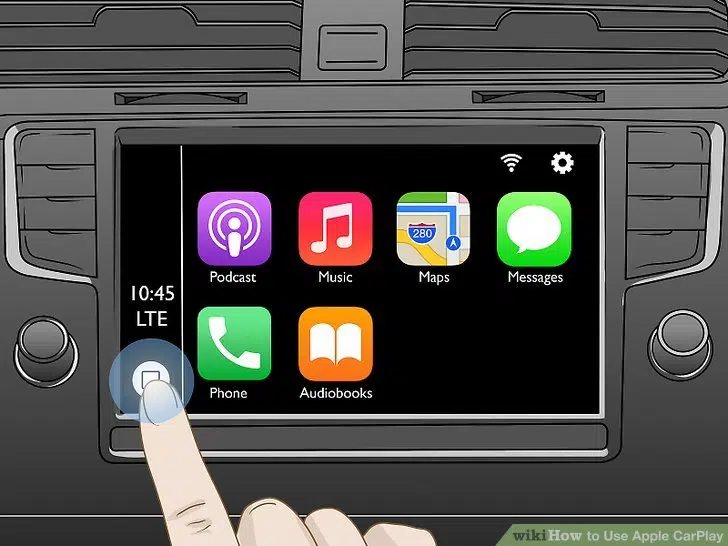 Podcast
Music
280
Maps
Messages
10:45
LTE
Phone
Audiobooks
wikiHow to Use Apple CarPlay